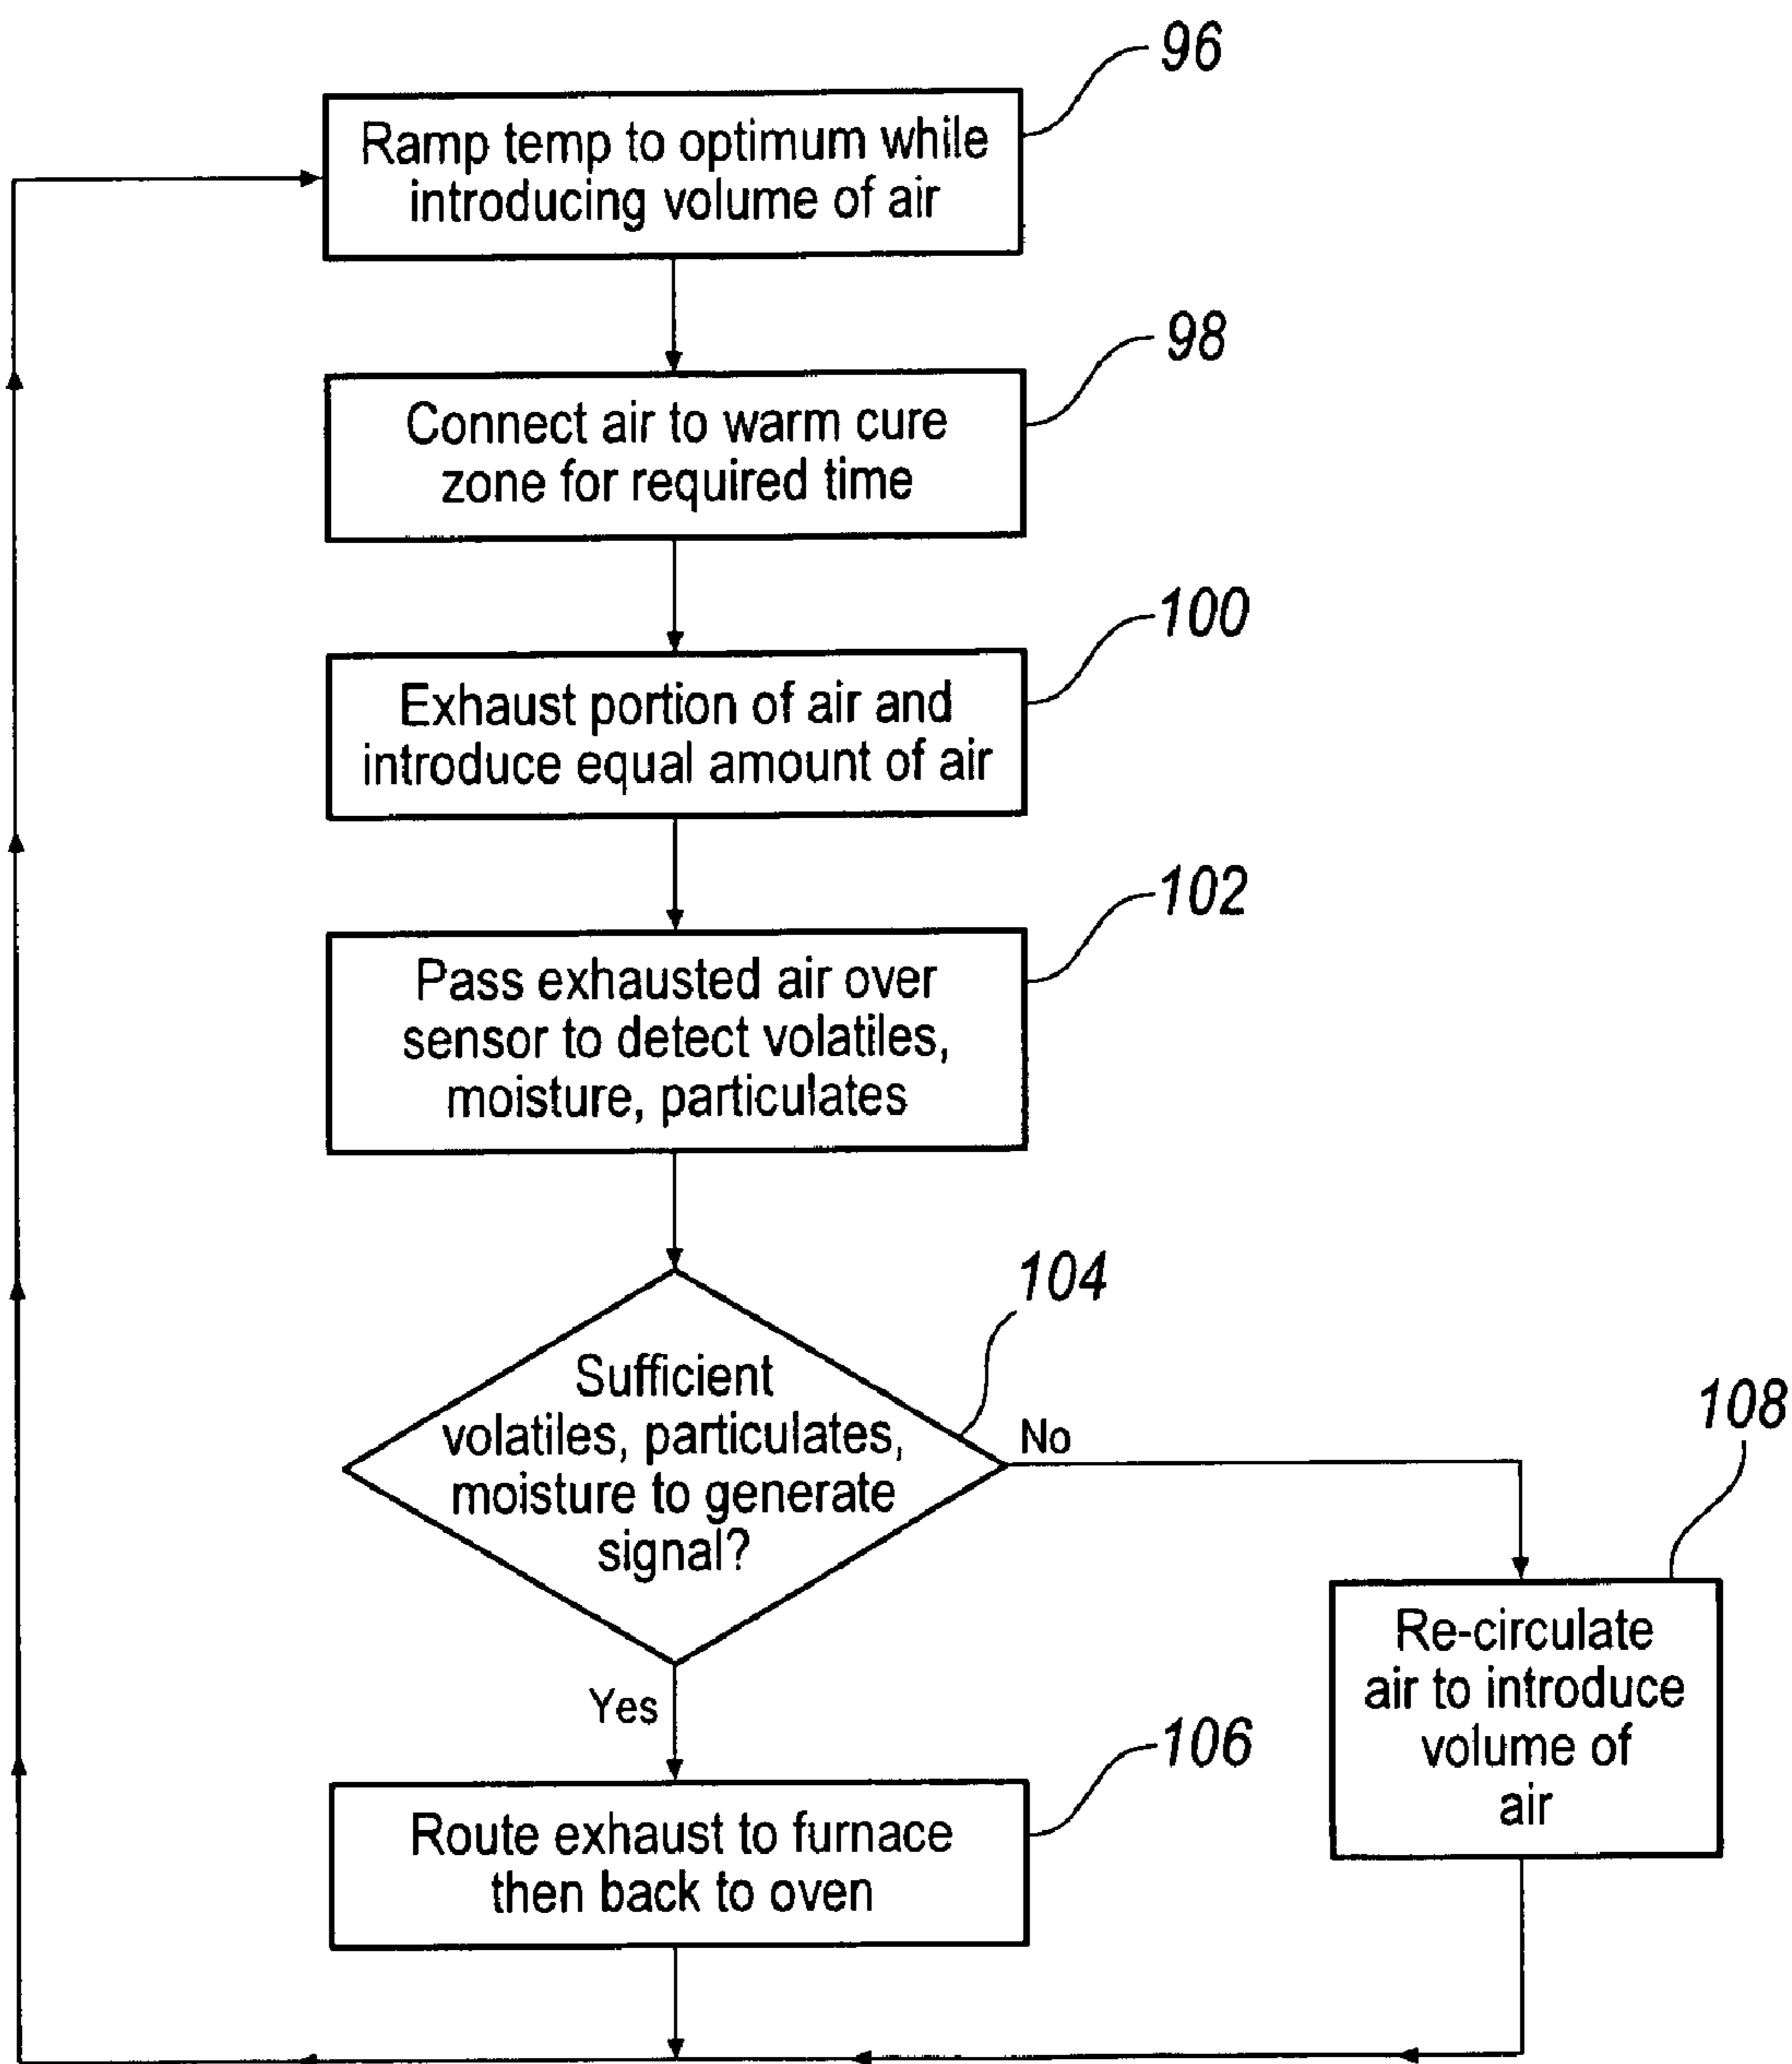 96
Ramp temp to optimum while
introducing volume of air
98
Connect air to warm cure
zone for required time
100
Exhaust portion of air and
introduce equal amount of air
102
Pass exhausted air over
sensor to detect volatiles,
moisture, particulates
104
Sufficient
volatiles, particulates,
moisture to generate
signal?
No
108
Re-circulate
air to introduce
volume of
air
Yes
106
Route exhaust to furnace
then back to oven